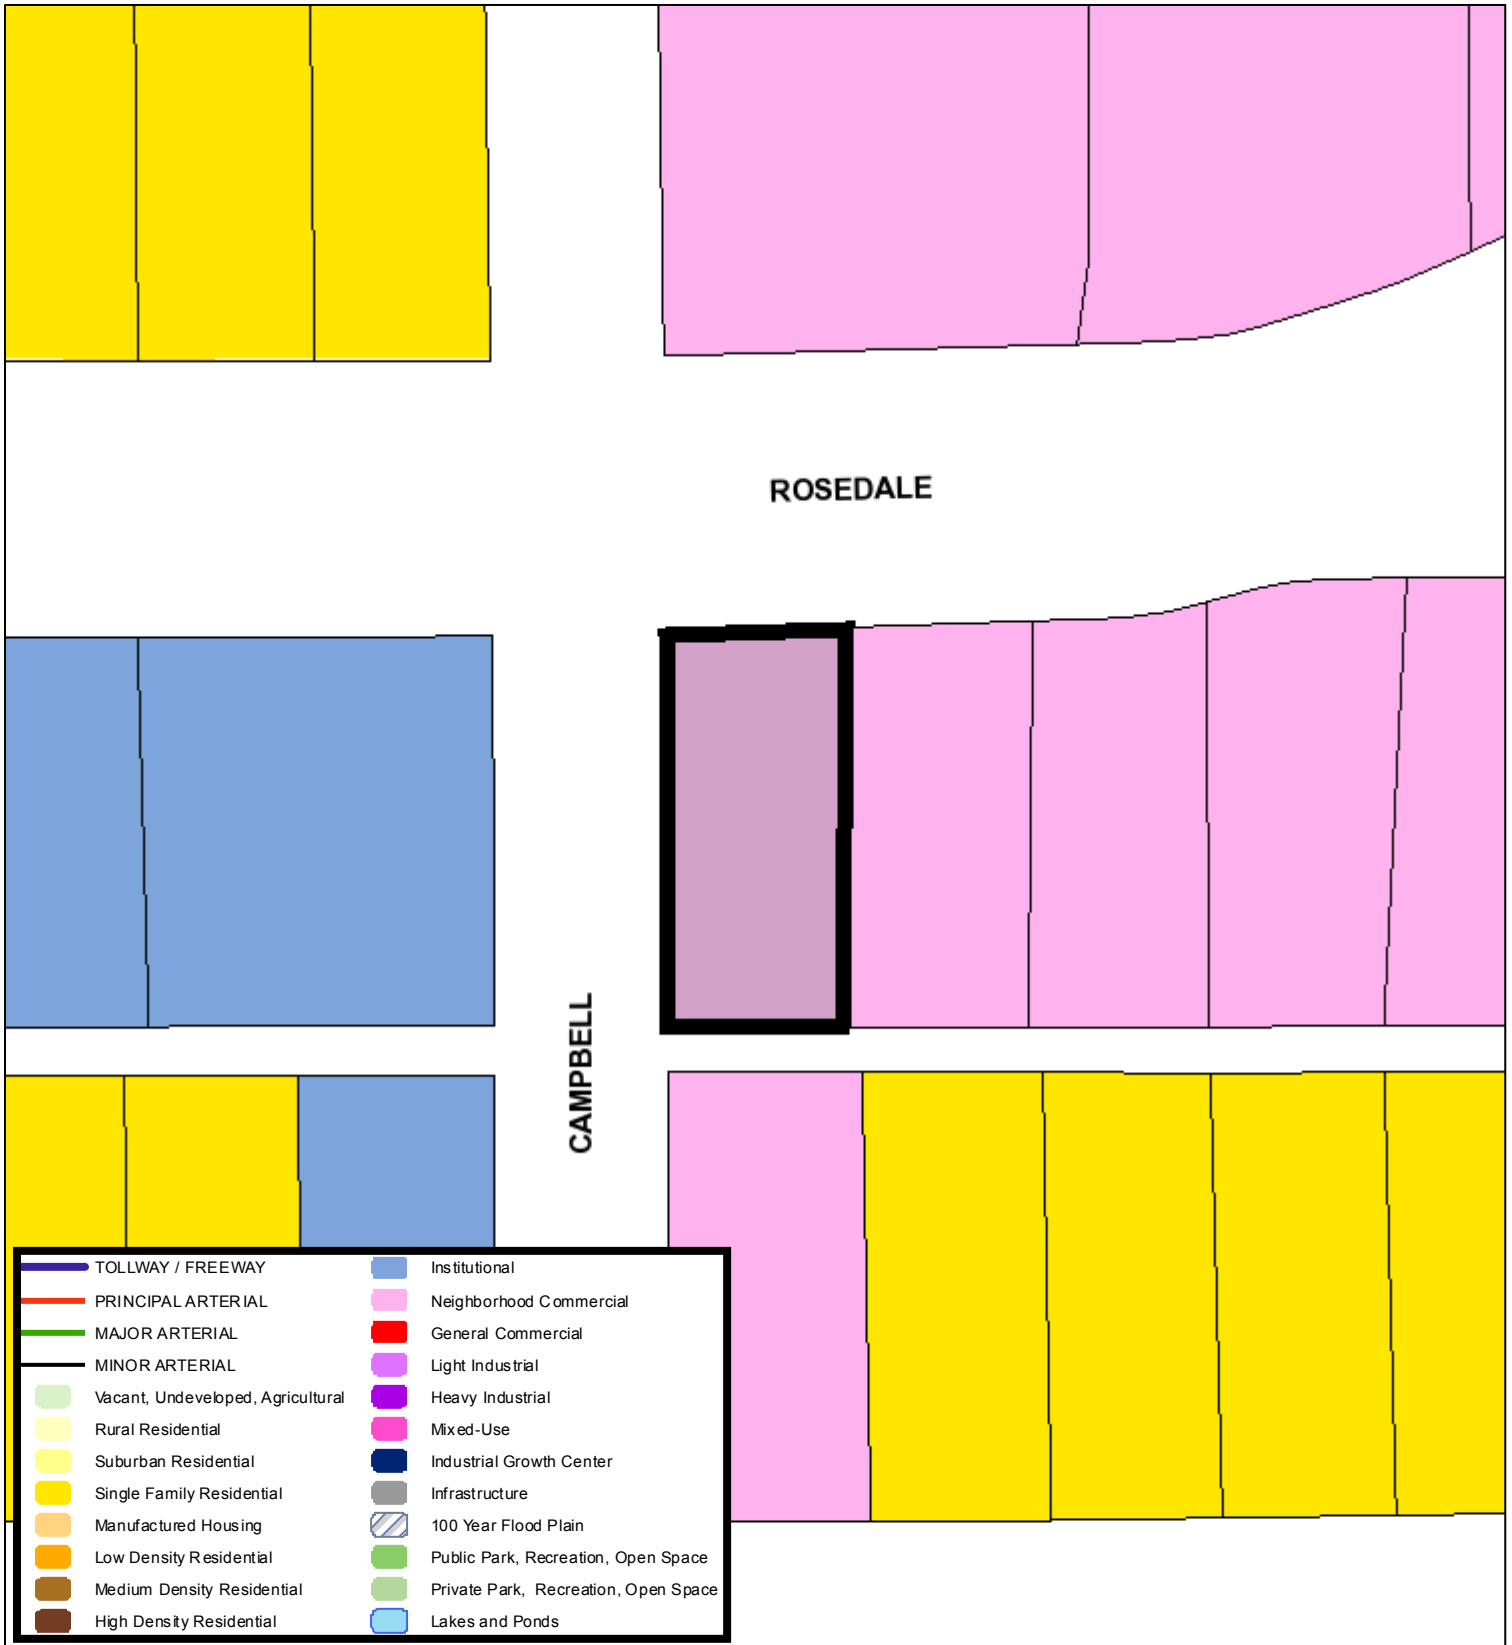 ROSEDALE
CAMPBELL
TOLLWAY / FREEWAY
PRINCIPAL ARTERIAL
MAJOR ARTERIAL
MINOR ARTERIAL
Vacant, Undeveloped, Agricultural
Rural Residential
Suburban Residential
Single Family Residential
Manufactured Housing
Low Density Residential
Medium Density Residential
High Density Residential
Institutional
Neighborhood Commercial
General Commercial
Light Industrial
Heavy Industrial
Mixed-Use
Industrial Growth Center
Infrastructure
100 Year Flood Plain
Public Park, Recreation, Open Space
Private Park, Recreation, Open Space
Lakes and Ponds